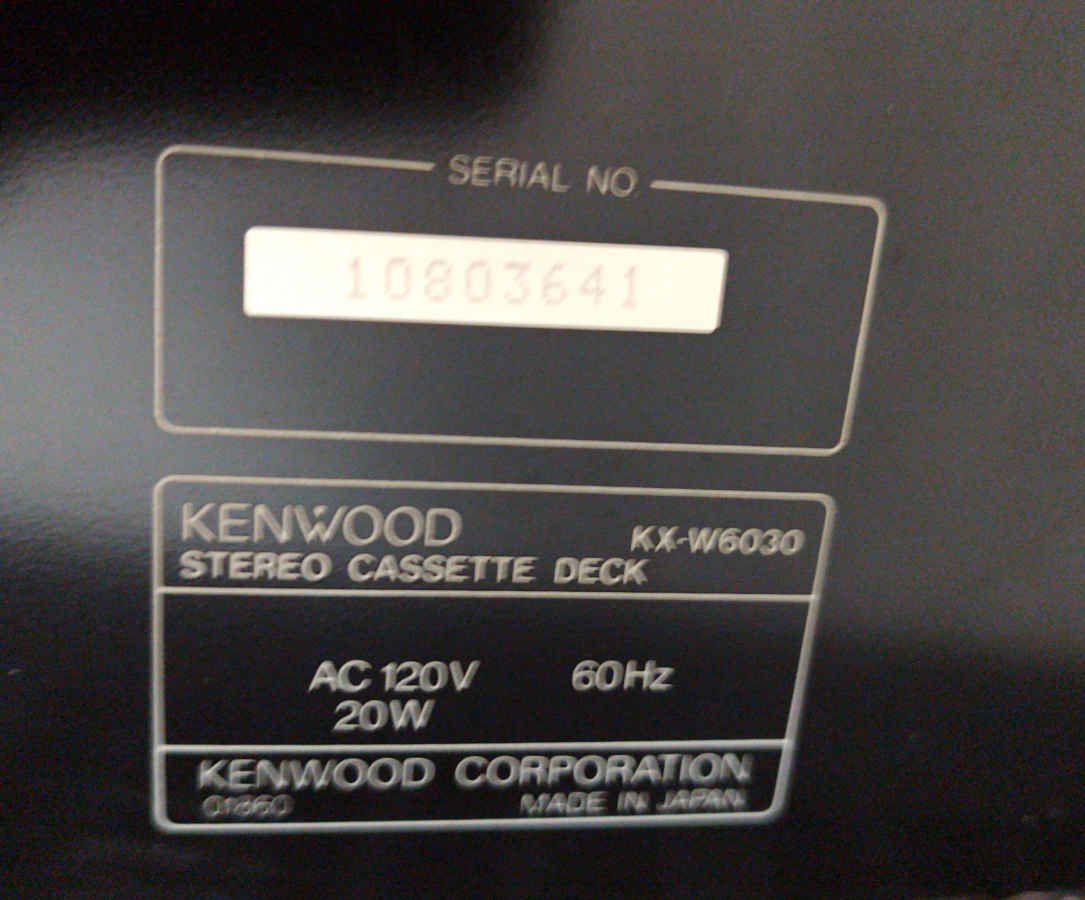 SERIAL NO
10803641
KENWOOD KX-W6030
STEREO CASSETTE DECK
AC 120V 60Hz
20W
KENWOOD CORPORATION
MADE IN JAPAN